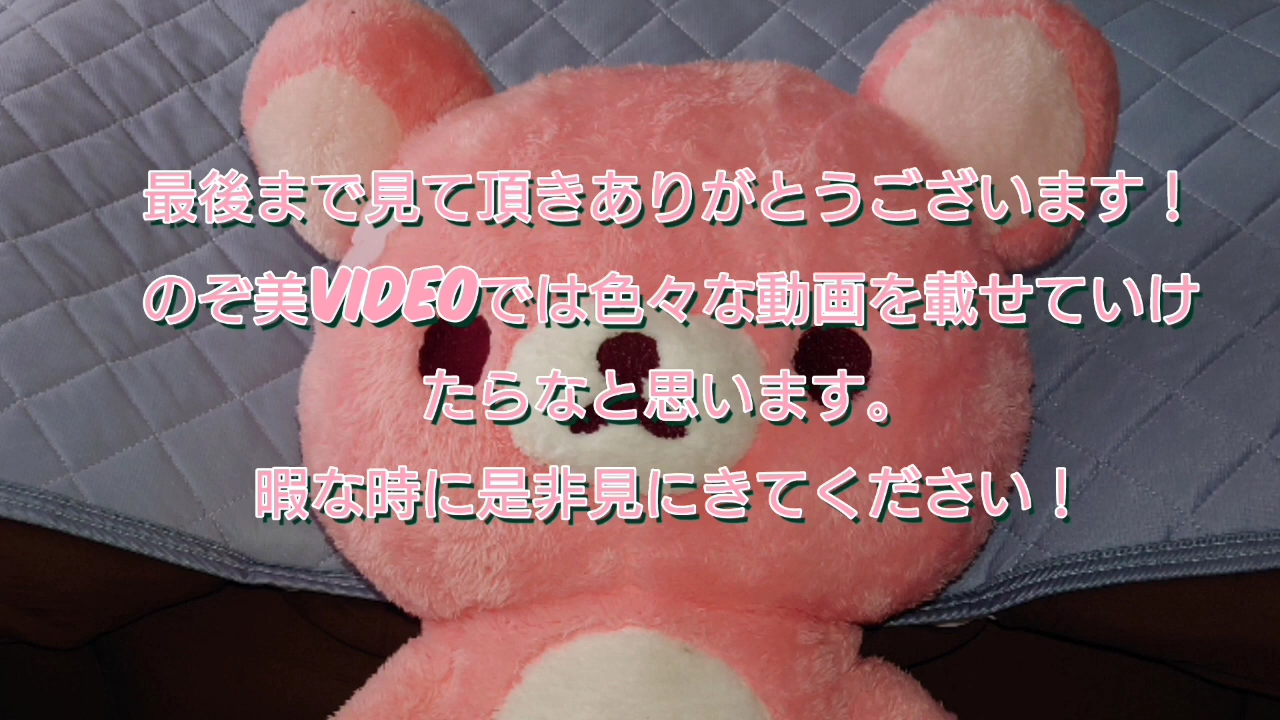 最後まで見て頂きありがとうございます！
のぞ美VIDEOでは色々な動画を載せていけ
たらなと思います。
暇な時に是非見にきてください！